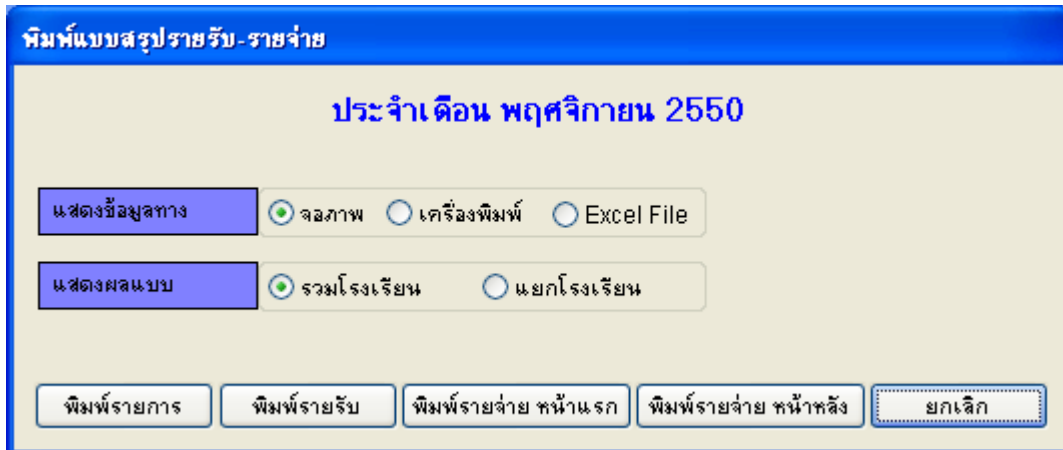 พิมพ์แบบสรุปรายรับ-รายจ่าย
ประจำเดือน พฤศจิกายน 2550
แสดงข้อมูลทาง จอภาพ เครื่องพิมพ์ Excel File
แสดงผลแบบ รวมโรงเรียน แยกโรงเรียน
พิมพ์รายการ พิมพ์รายรับ พิมพ์รายจ่าย หน้าแรก พิมพ์รายจ่าย หน้าหลัง ยกเลิก